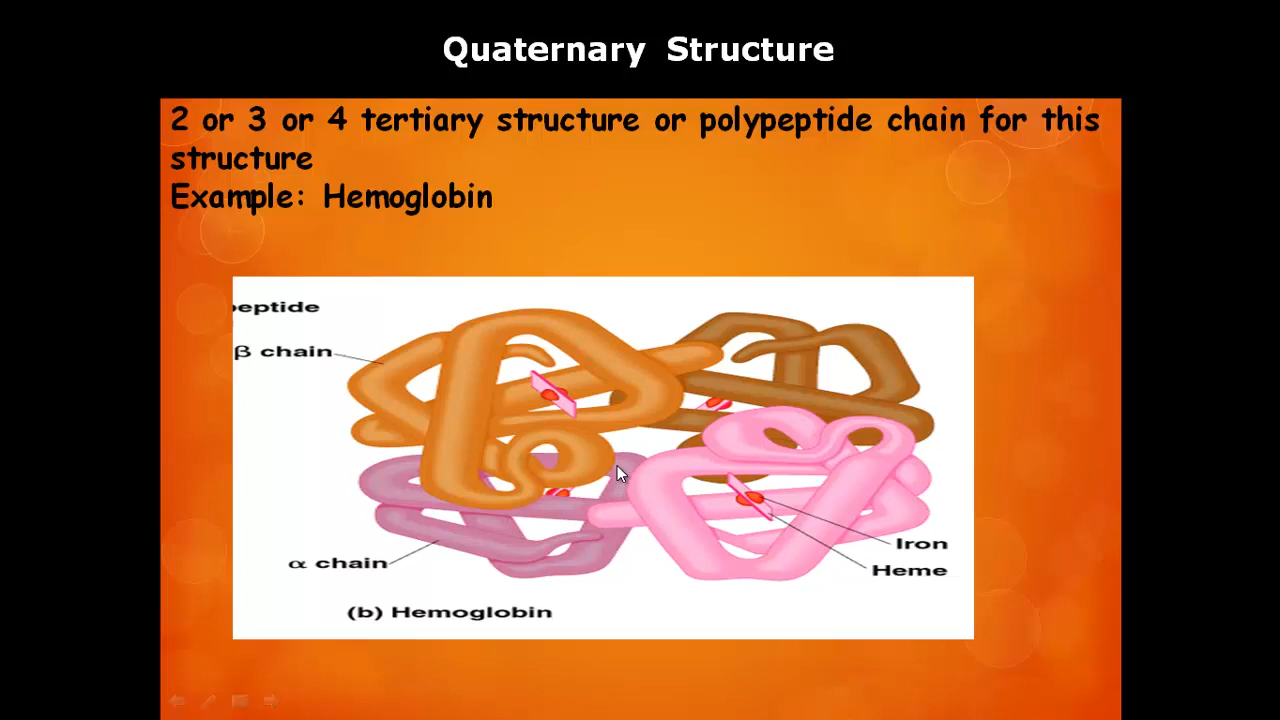 Quaternary Structure
2 or 3 or 4 tertiary structure or polypeptide chain for this
structure
Example: Hemoglobin
peptide
β chain
α chain
Iron
Heme
(b) Hemoglobin